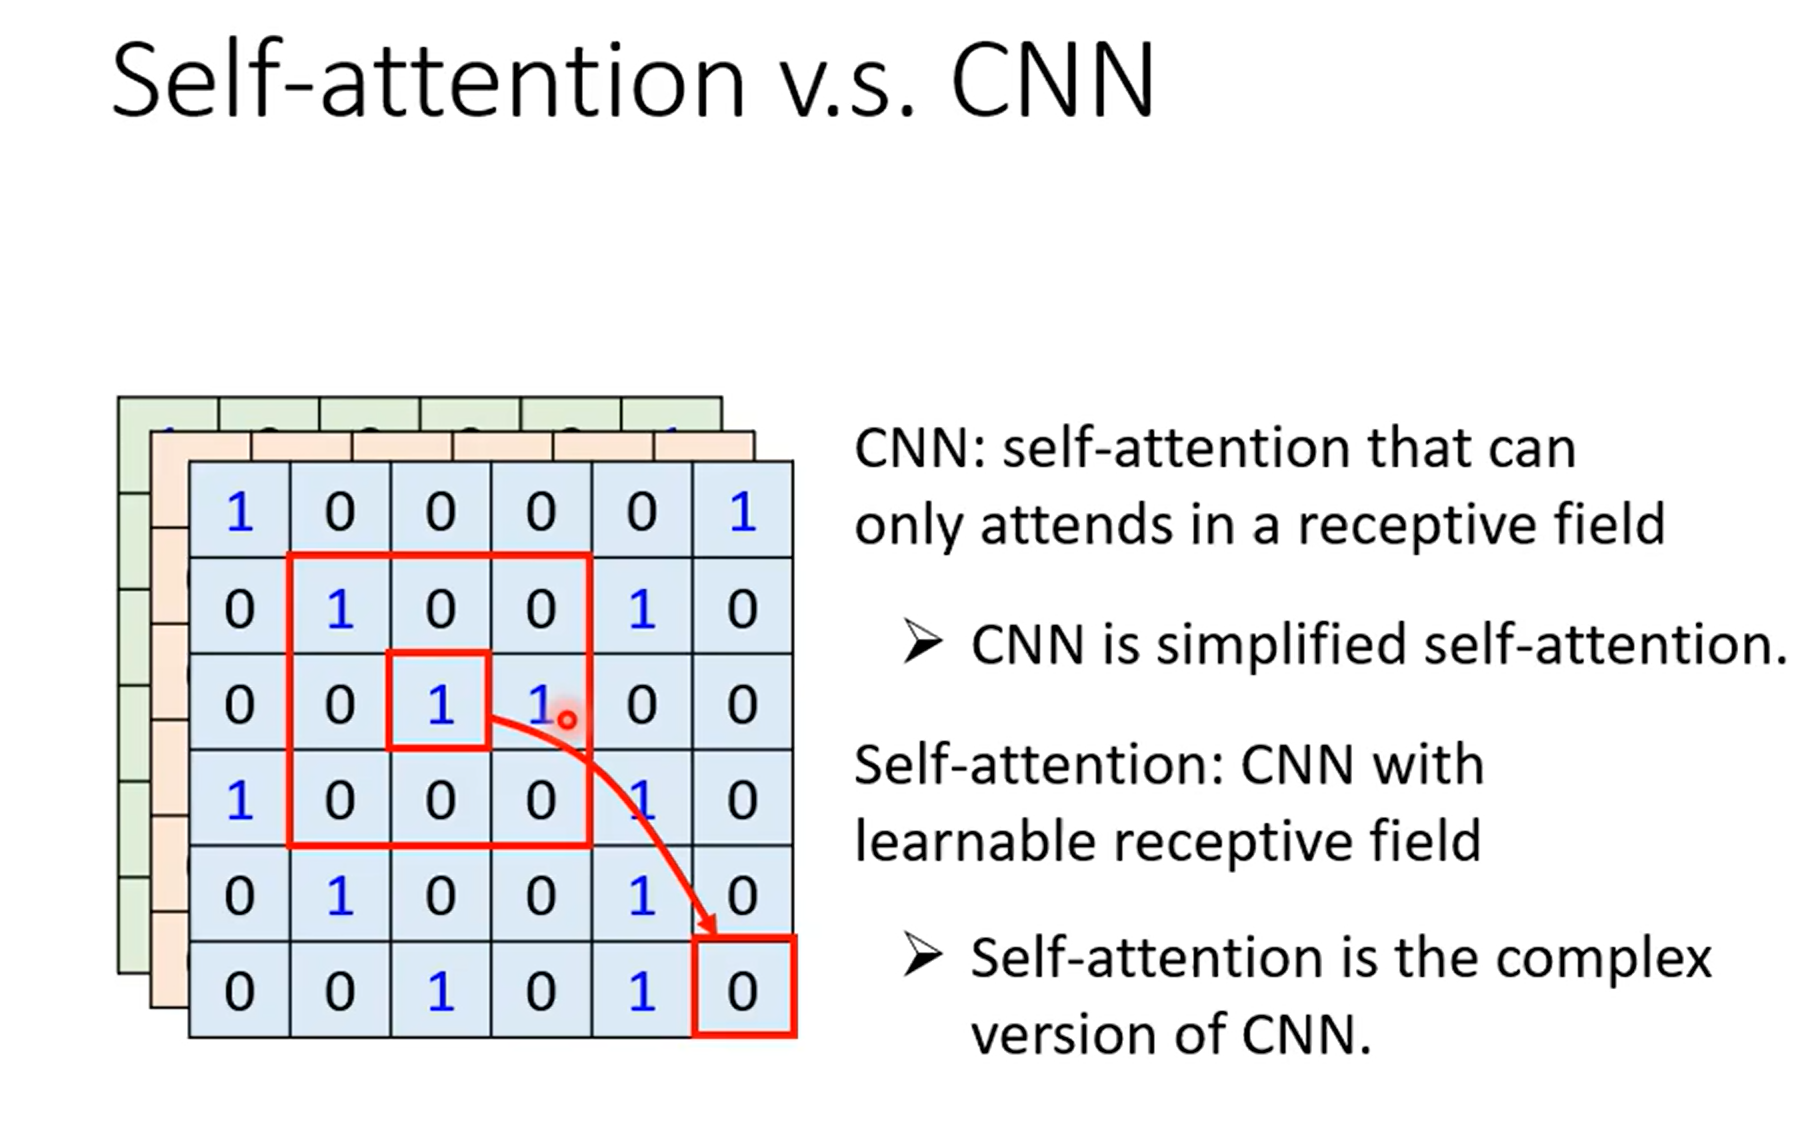 Self-attention v.s. CNN
1 0 0 0 0 1
0 1 0 0 1 0
0 0 1 1 0 0
1 0 0 0 1 0
0 1 0 0 1 0
0 0 1 0 1 0
CNN: self-attention that can
only attends in a receptive field
➢ CNN is simplified self-attention.
Self-attention: CNN with
learnable receptive field
➢ Self-attention is the complex
version of CNN.